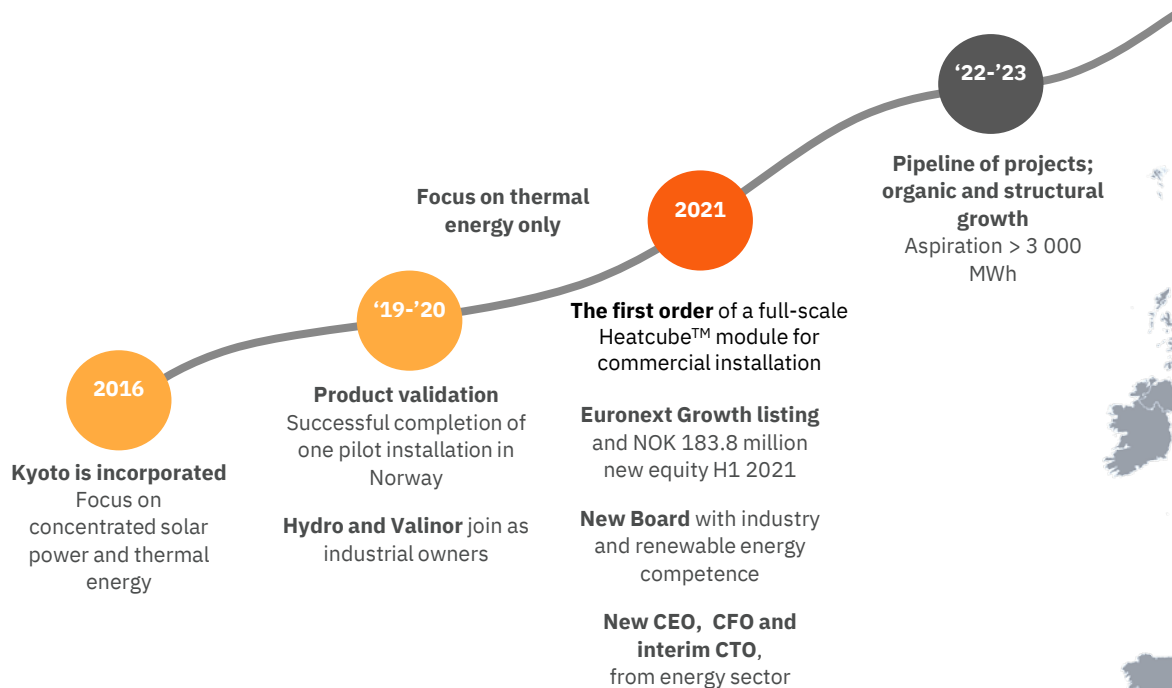 2016
Kyoto is incorporated
Focus on
concentrated solar
power and thermal
energy
‘19-’20
Product validation
Successful completion of
one pilot installation in
Norway
Hydro and Valinor join as
industrial owners
Focus on thermal
energy only
2021
The first order of a full-scale
Heatcube™ module for
commercial installation
Euronext Growth listing
and NOK 183.8 million
new equity H1 2021
New Board with industry
and renewable energy
competence
New CEO, CFO and
interim CTO,
from energy sector
‘22-’23
Pipeline of projects;
organic and structural
growth
Aspiration > 3 000
MWh